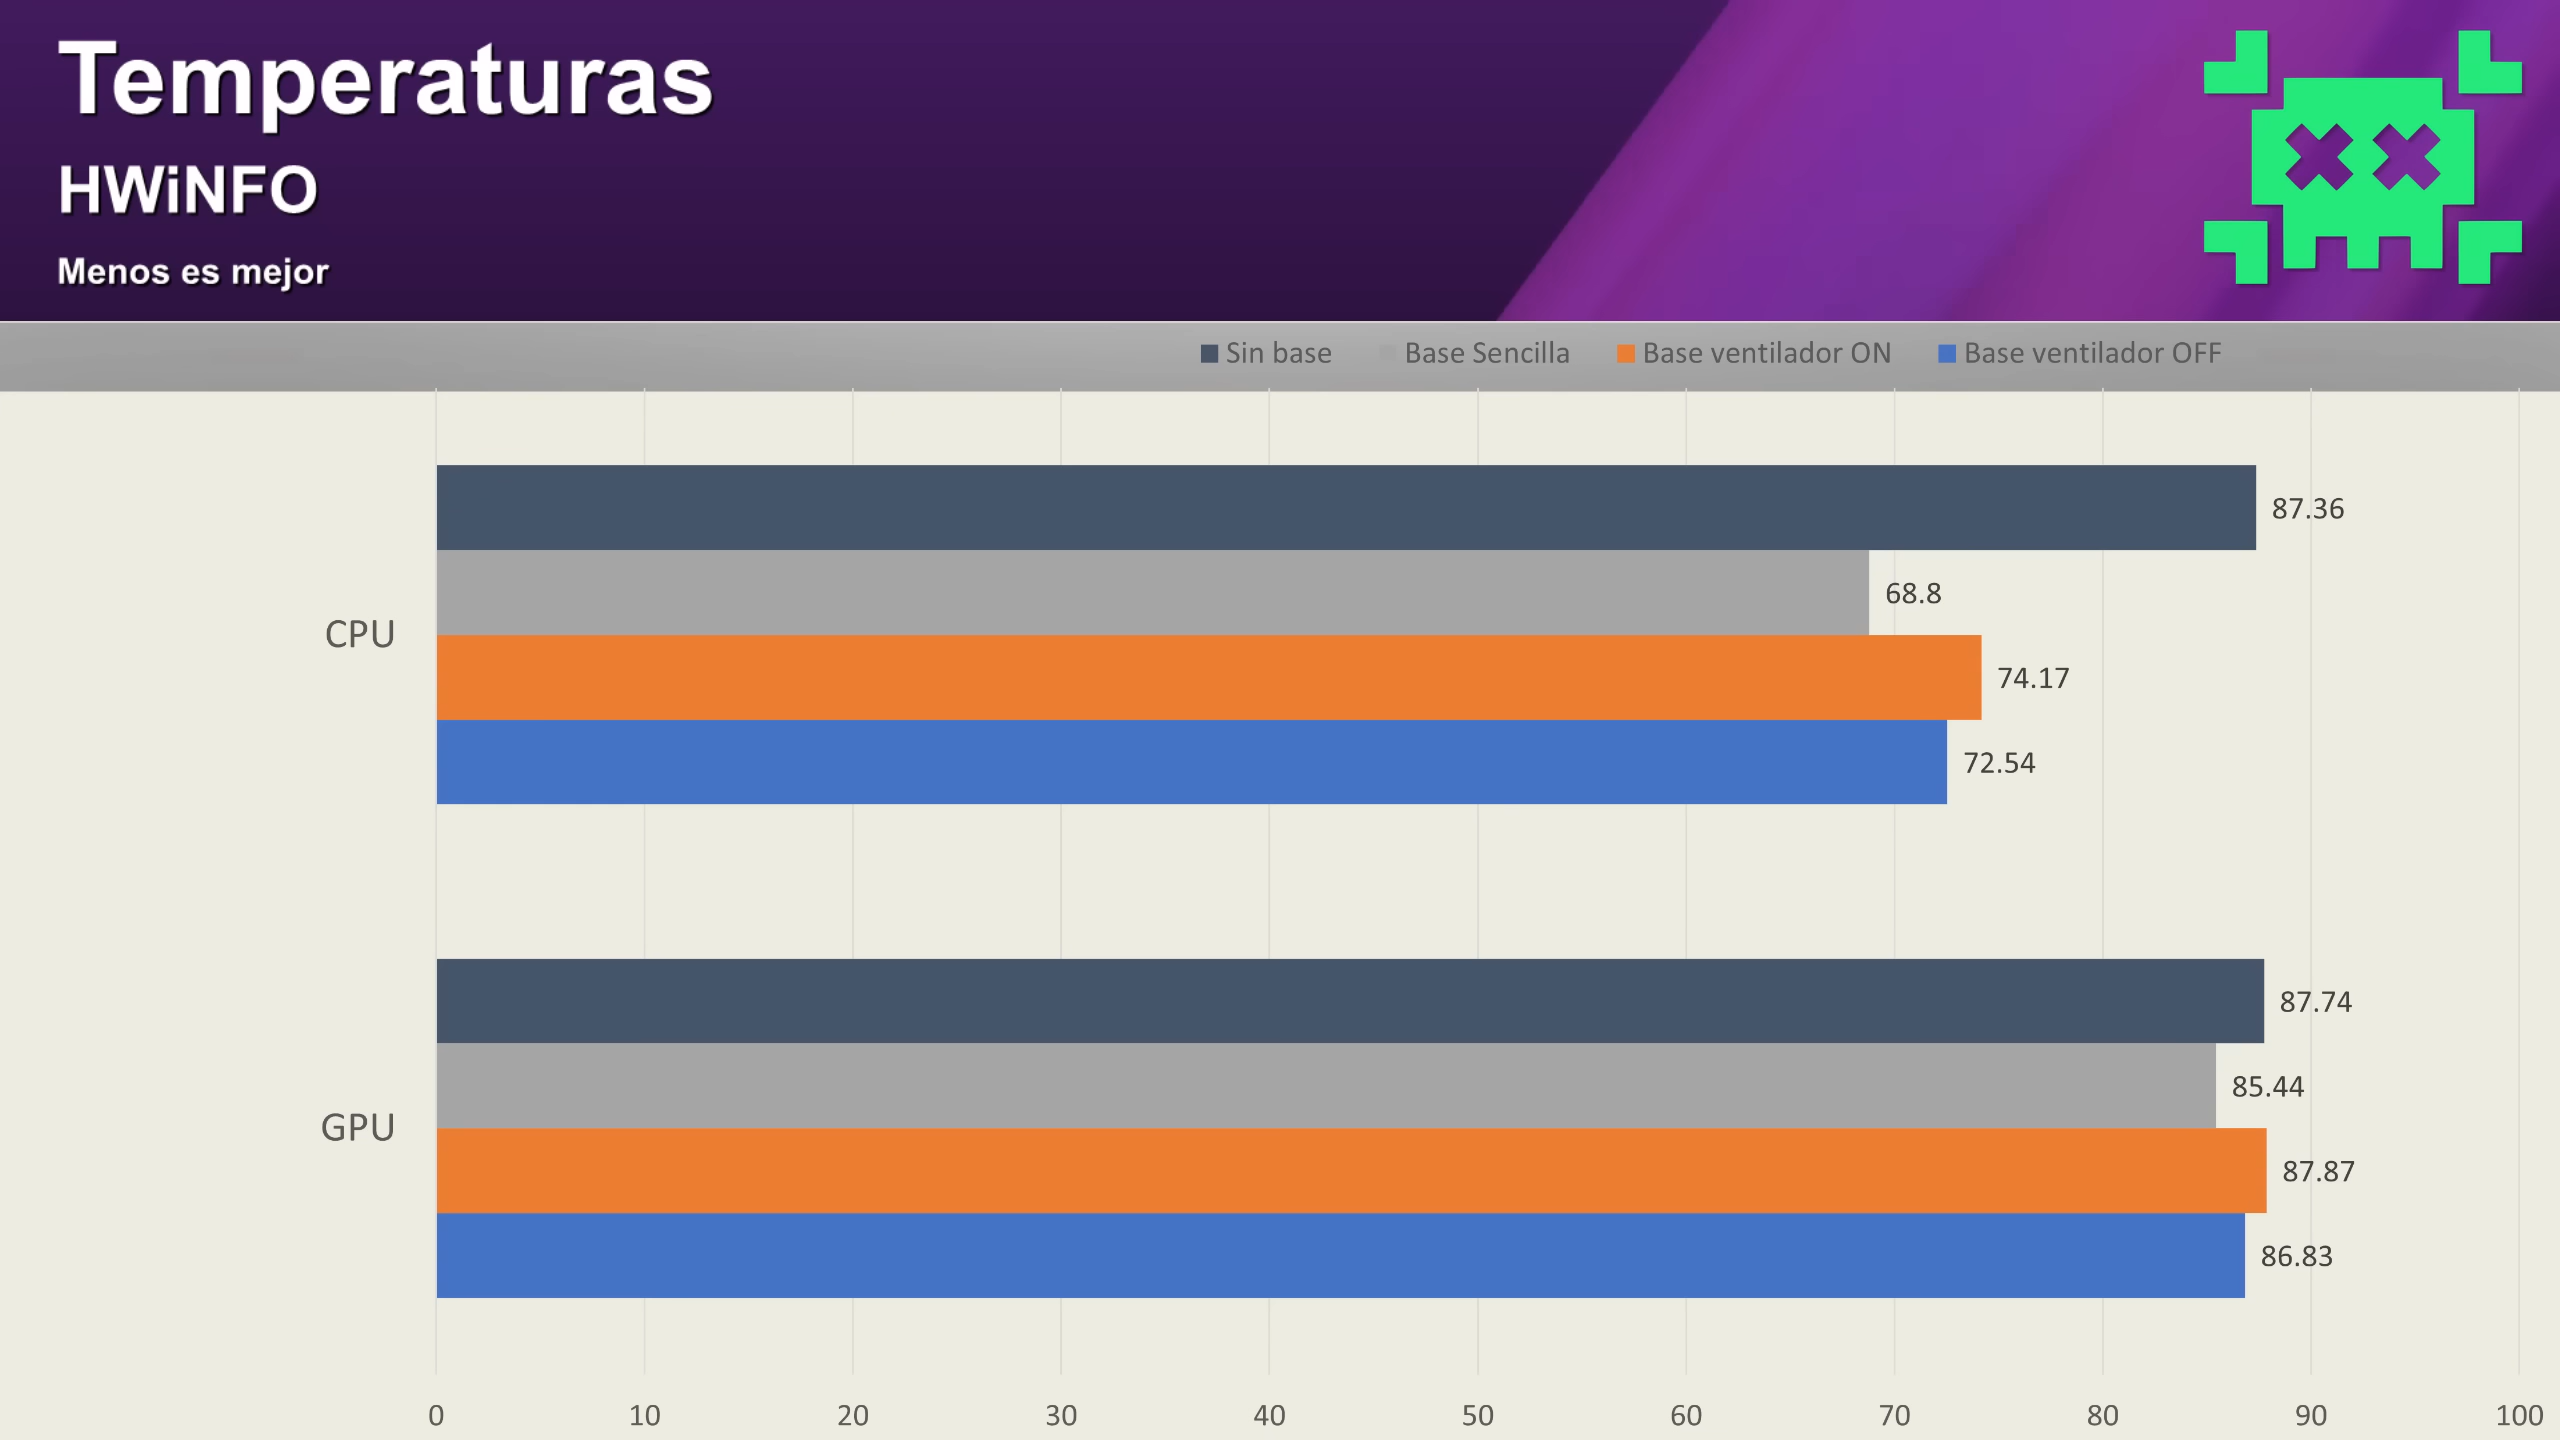 Temperaturas
HWiNFO
Menos es mejor
Sin base Base Sencilla Base ventilador ON Base ventilador OFF
87.36
68.8
CPU
74.17
72.54
87.74
85.44
GPU
87.87
86.83
0 10 20 30 40 50 60 70 80 90 100